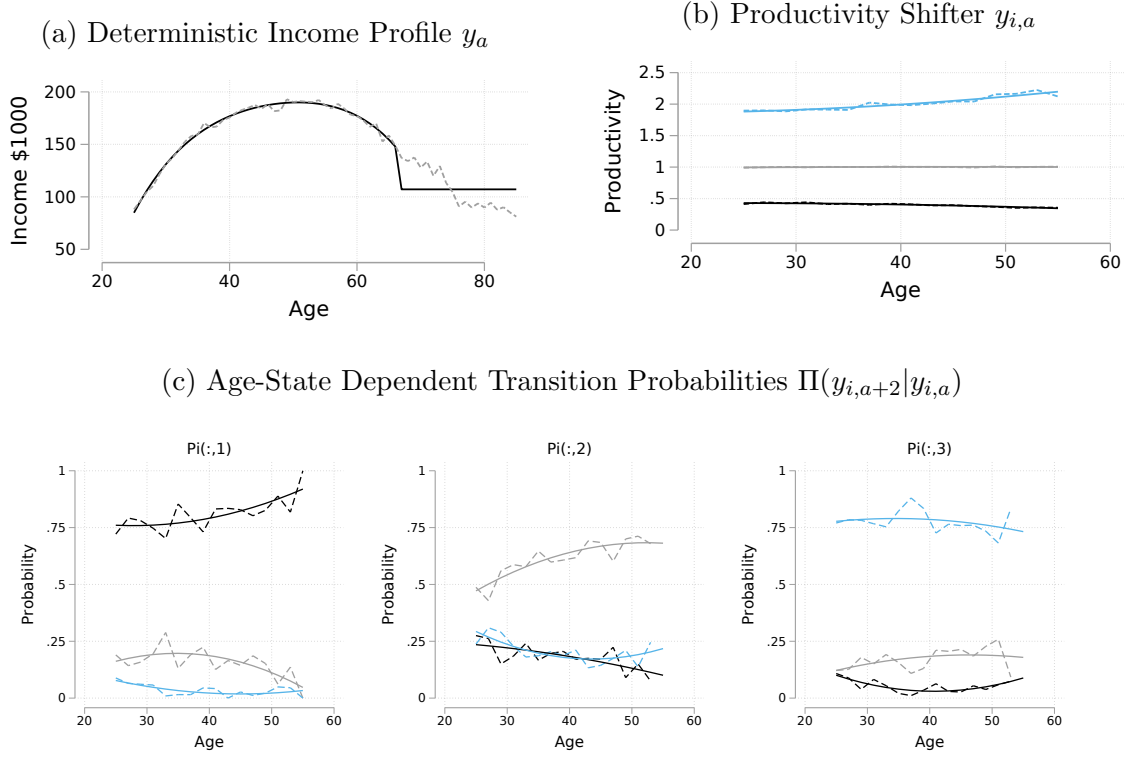 (a) Deterministic Income Profile y_a
200
150
100
50
Income $1000
20 40 60 80
Age
(b) Productivity Shifter y_{i,a}
2.5
2
1.5
1
.5
0
Productivity
20 30 40 50 60
Age
(c) Age-State Dependent Transition Probabilities Π(y_{i,a+2}|y_{i,a})
Pi(:,1)
1
.75
.5
.25
0
Probability
20 30 40 50 60
Age
Pi(:,2)
1
.75
.5
.25
0
Probability
20 30 40 50 60
Age
Pi(:,3)
1
.75
.5
.25
0
Probability
20 30 40 50 60
Age